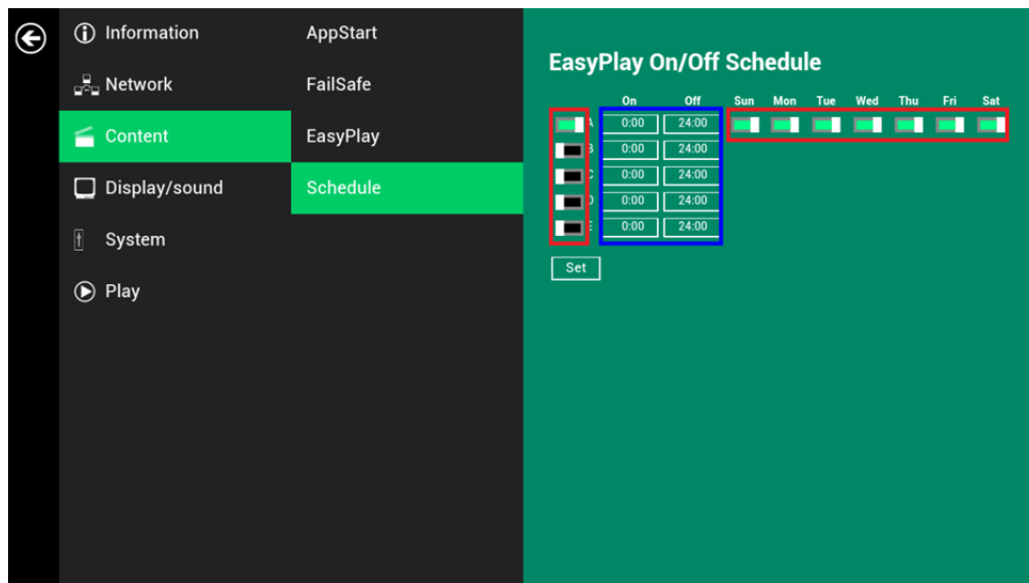 Information
Network
Content
Display/sound
System
Play
AppStart
FailSafe
EasyPlay
Schedule
EasyPlay On/Off Schedule
On Off Sun Mon Tue Wed Thu Fri Sat
A 0:00 24:00
B 0:00 24:00
C 0:00 24:00
D 0:00 24:00
E 0:00 24:00
Set